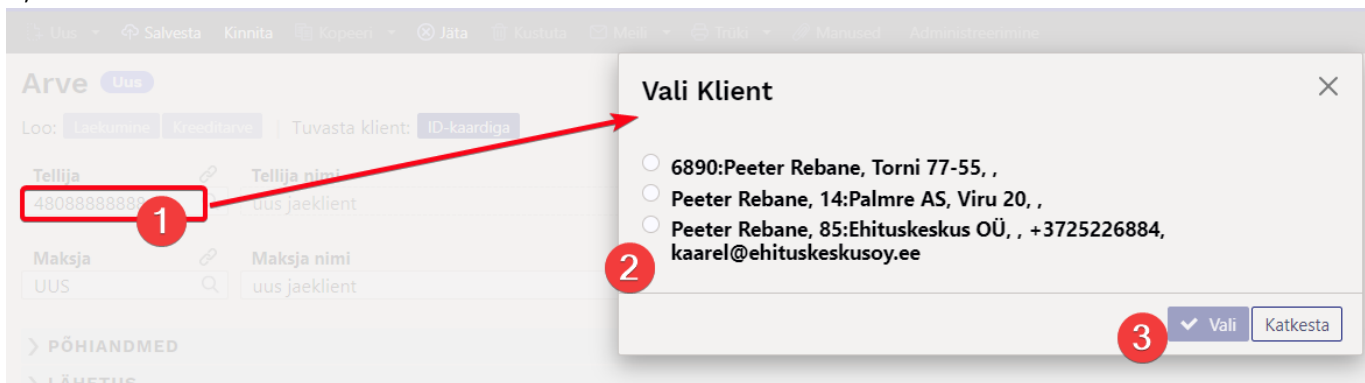 Uus Salvesta Kinnita Kopeeri Jäta Kustuta Meili Trüki Manused Administreerimine
Arve Uus
Loo: Laekumine Kreeditarve Tuvasta klient: ID-kaardiga
Tellija Tellija nimi
48088888888 uus jaeklient
1
Maksja Maksja nimi
UUS uus jaeklient
PÕHIANDMED
LÄHETUS
Vali Klient
6890:Peeter Rebane, Torni 77-55, ,
Peeter Rebane, 14:Palmre AS, Viru 20, ,
Peeter Rebane, 85:Ehituskeskus OÜ, , +3725226884,
kaarel@ehituskeskusoy.ee
2
3 Vali Katkesta